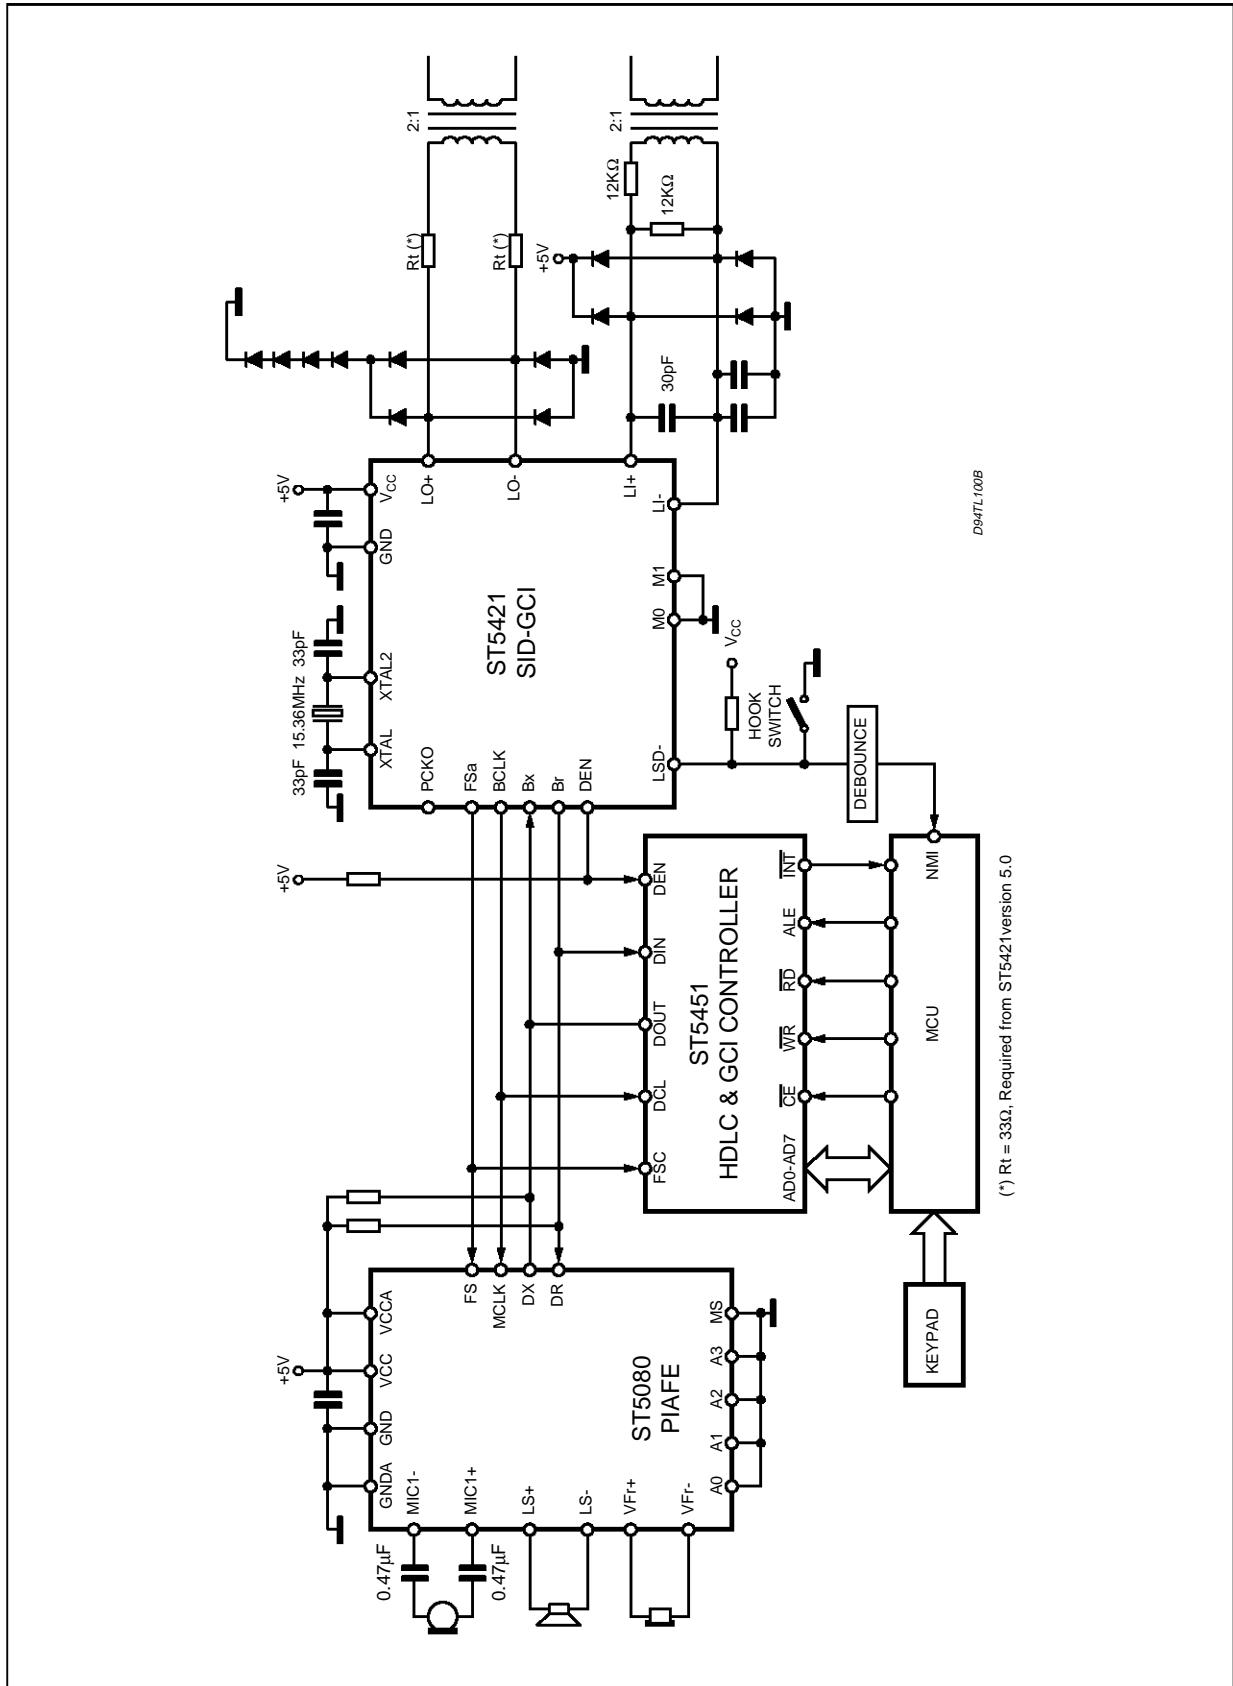 +5V
VCCA
VCC
GND
GNDA
MIC1-
MIC1+
LS+
LS-
VFr+
VFr-
0.47µF
0.47µF
ST5080
PIAFE
FS
MCLK
DX
DR
A0
A1
A2
A3
MS
+5V
FSC
DCL
DOUT
DIN
DEN
ST5451
HDLC & GCI CONTROLLER
AD0-AD7
CE
WR
RD
ALE
INT
MCU
NMI
KEYPAD
DEBOUNCE
HOOK
SWITCH
VCC
33pF
15.36MHz
33pF
XTAL
XTAL2
GND
VCC
+5V
PCKO
FSa
BCLK
Bx
Br
DEN
ST5421
SID-GCI
LSD-
M0
M1
LO+
LO-
LI+
LI-
Rt (*)
Rt (*)
2:1
2:1
+5V
12KΩ
12KΩ
30pF
(*) Rt = 33Ω, Required from ST5421version 5.0
D94TL100B